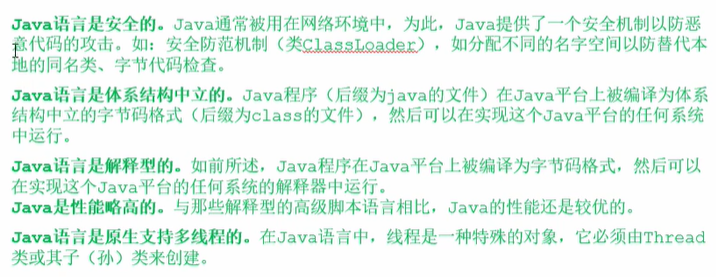 Java语言是安全的。Java通常被用在网络环境中，为此，Java提供了一个安全机制以防恶
意代码的攻击。如：安全防范机制（类ClassLoader），如分配不同的名字空间以防替代本
地的同名类、字节代码检查。
Java语言是体系结构中立的。Java程序（后缀为java的文件）在Java平台上被编译为体系
结构中立的字节码格式（后缀为class的文件），然后可以在实现这个Java平台的任何系统
中运行。
Java语言是解释型的。如前所述，Java程序在Java平台上被编译为字节码格式，然后可以
在实现这个Java平台的任何系统的解释器中运行。
Java是性能略高的。与那些解释型的高级脚本语言相比，Java的性能还是较优的。
Java语言是原生支持多线程的。在Java语言中，线程是一种特殊的对象，它必须由Thread
类或其子（孙）类来创建。